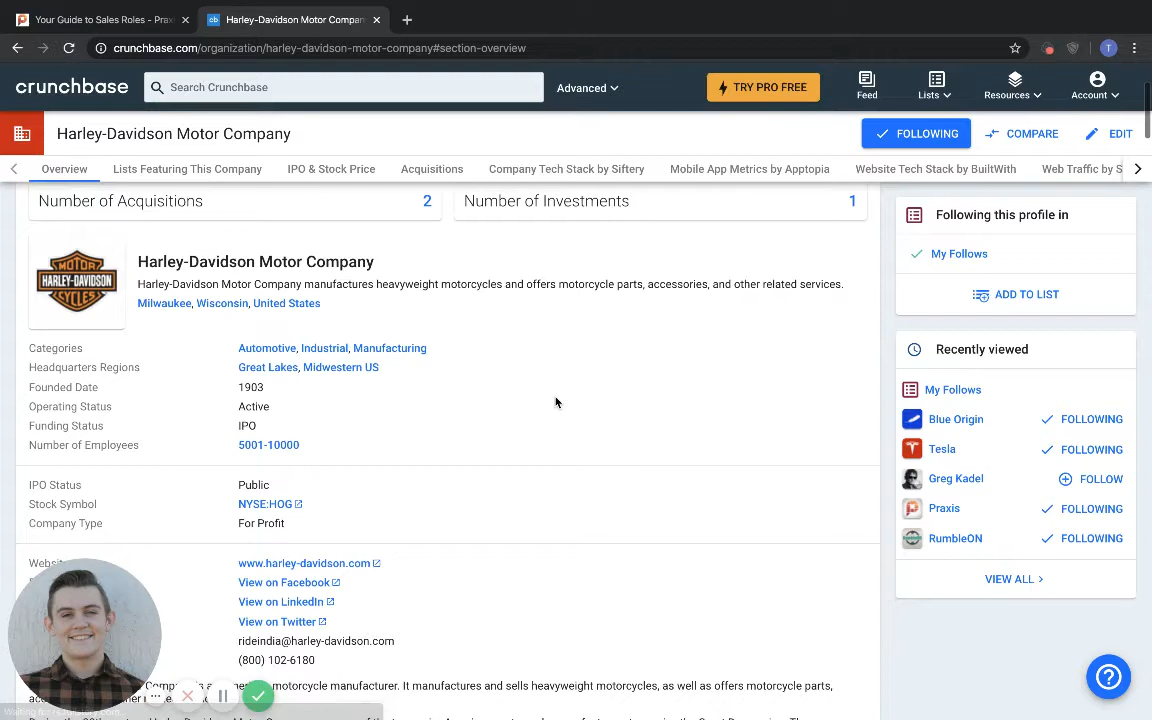 Your Guide to Sales Roles - Prax
Harley-Davidson Motor Compan
crunchbase.com/organization/harley-davidson-motor-company#section-overview
T
crunchbase
Search Crunchbase
Advanced
TRY PRO FREE
Feed
Lists
Resources
Account
Harley-Davidson Motor Company
FOLLOWING
COMPARE
EDIT
Overview
Lists Featuring This Company
IPO & Stock Price
Acquisitions
Company Tech Stack by Siftery
Mobile App Metrics by Apptopia
Website Tech Stack by BuiltWith
Web Traffic by S
Number of Acquisitions 2
Number of Investments 1
MOTOR
HARLEY-DAVIDSON
CYCLES
Harley-Davidson Motor Company
Harley-Davidson Motor Company manufactures heavyweight motorcycles and offers motorcycle parts, accessories, and other related services.
Milwaukee, Wisconsin, United States
Categories Automotive, Industrial, Manufacturing
Headquarters Regions Great Lakes, Midwestern US
Founded Date 1903
Operating Status Active
Funding Status IPO
Number of Employees 5001-10000
IPO Status Public
Stock Symbol NYSE:HOG
Company Type For Profit
www.harley-davidson.com
View on Facebook
View on LinkedIn
View on Twitter
rideindia@harley-davidson.com
(800) 102-6180
motorcycle manufacturer. It manufactures and sells heavyweight motorcycles, as well as offers motorcycle parts,
Following this profile in
My Follows
ADD TO LIST
Recently viewed
My Follows
Blue Origin FOLLOWING
Tesla FOLLOWING
Greg Kadel FOLLOW
Praxis FOLLOWING
RumbleON FOLLOWING
VIEW ALL